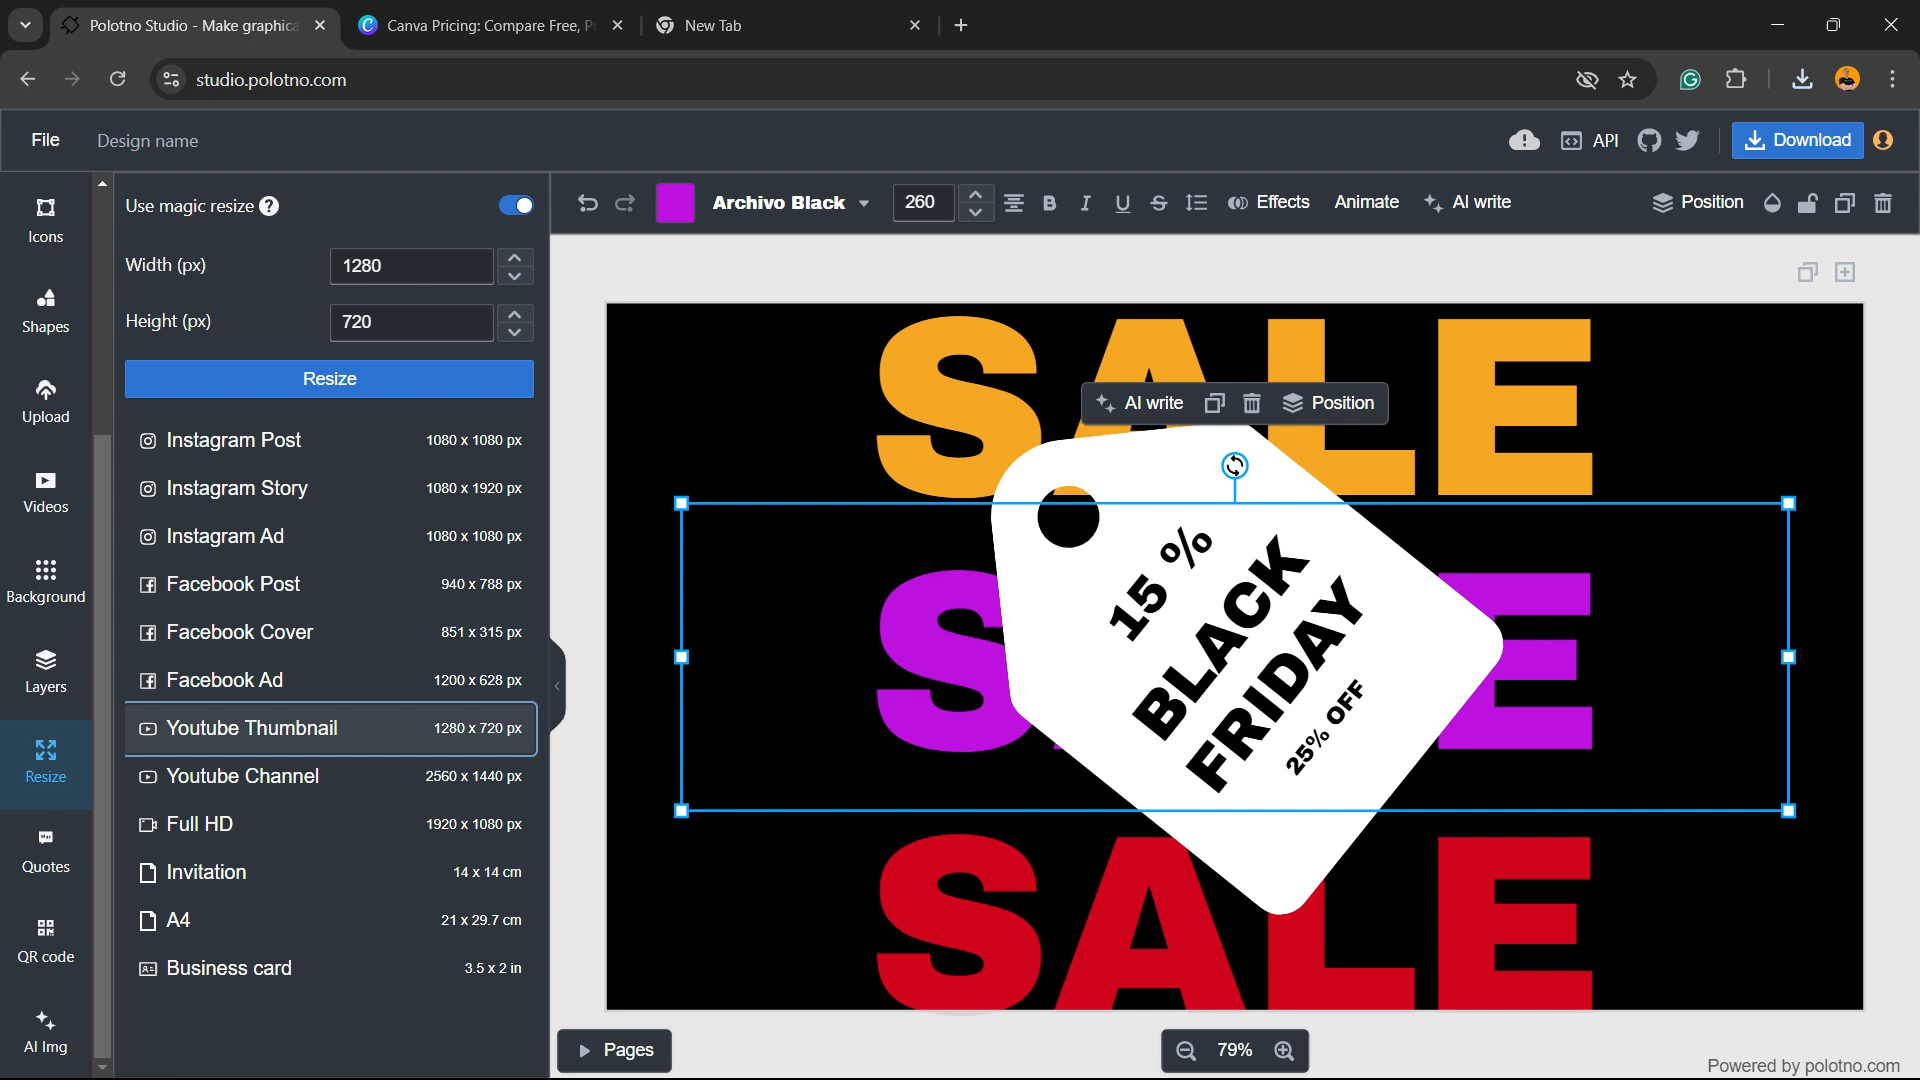 Polotno Studio - Make graphica
Canva Pricing: Compare Free, P
New Tab
studio.polotno.com
File
Design name
API
Download
Icons
Shapes
Upload
Videos
Background
Layers
Resize
Quotes
QR code
AI Img
Use magic resize
Width (px)
1280
Height (px)
720
Resize
Instagram Post 1080 x 1080 px
Instagram Story 1080 x 1920 px
Instagram Ad 1080 x 1080 px
Facebook Post 940 x 788 px
Facebook Cover 851 x 315 px
Facebook Ad 1200 x 628 px
Youtube Thumbnail 1280 x 720 px
Youtube Channel 2560 x 1440 px
Full HD 1920 x 1080 px
Invitation 14 x 14 cm
A4 21 x 29.7 cm
Business card 3.5 x 2 in
Archivo Black 260 B I U S Effects Animate AI write Position
SALE
AI write Position
SALE
15 %
BLACK
FRIDAY
25% OFF
SALE
Pages
79%
Powered by polotno.com